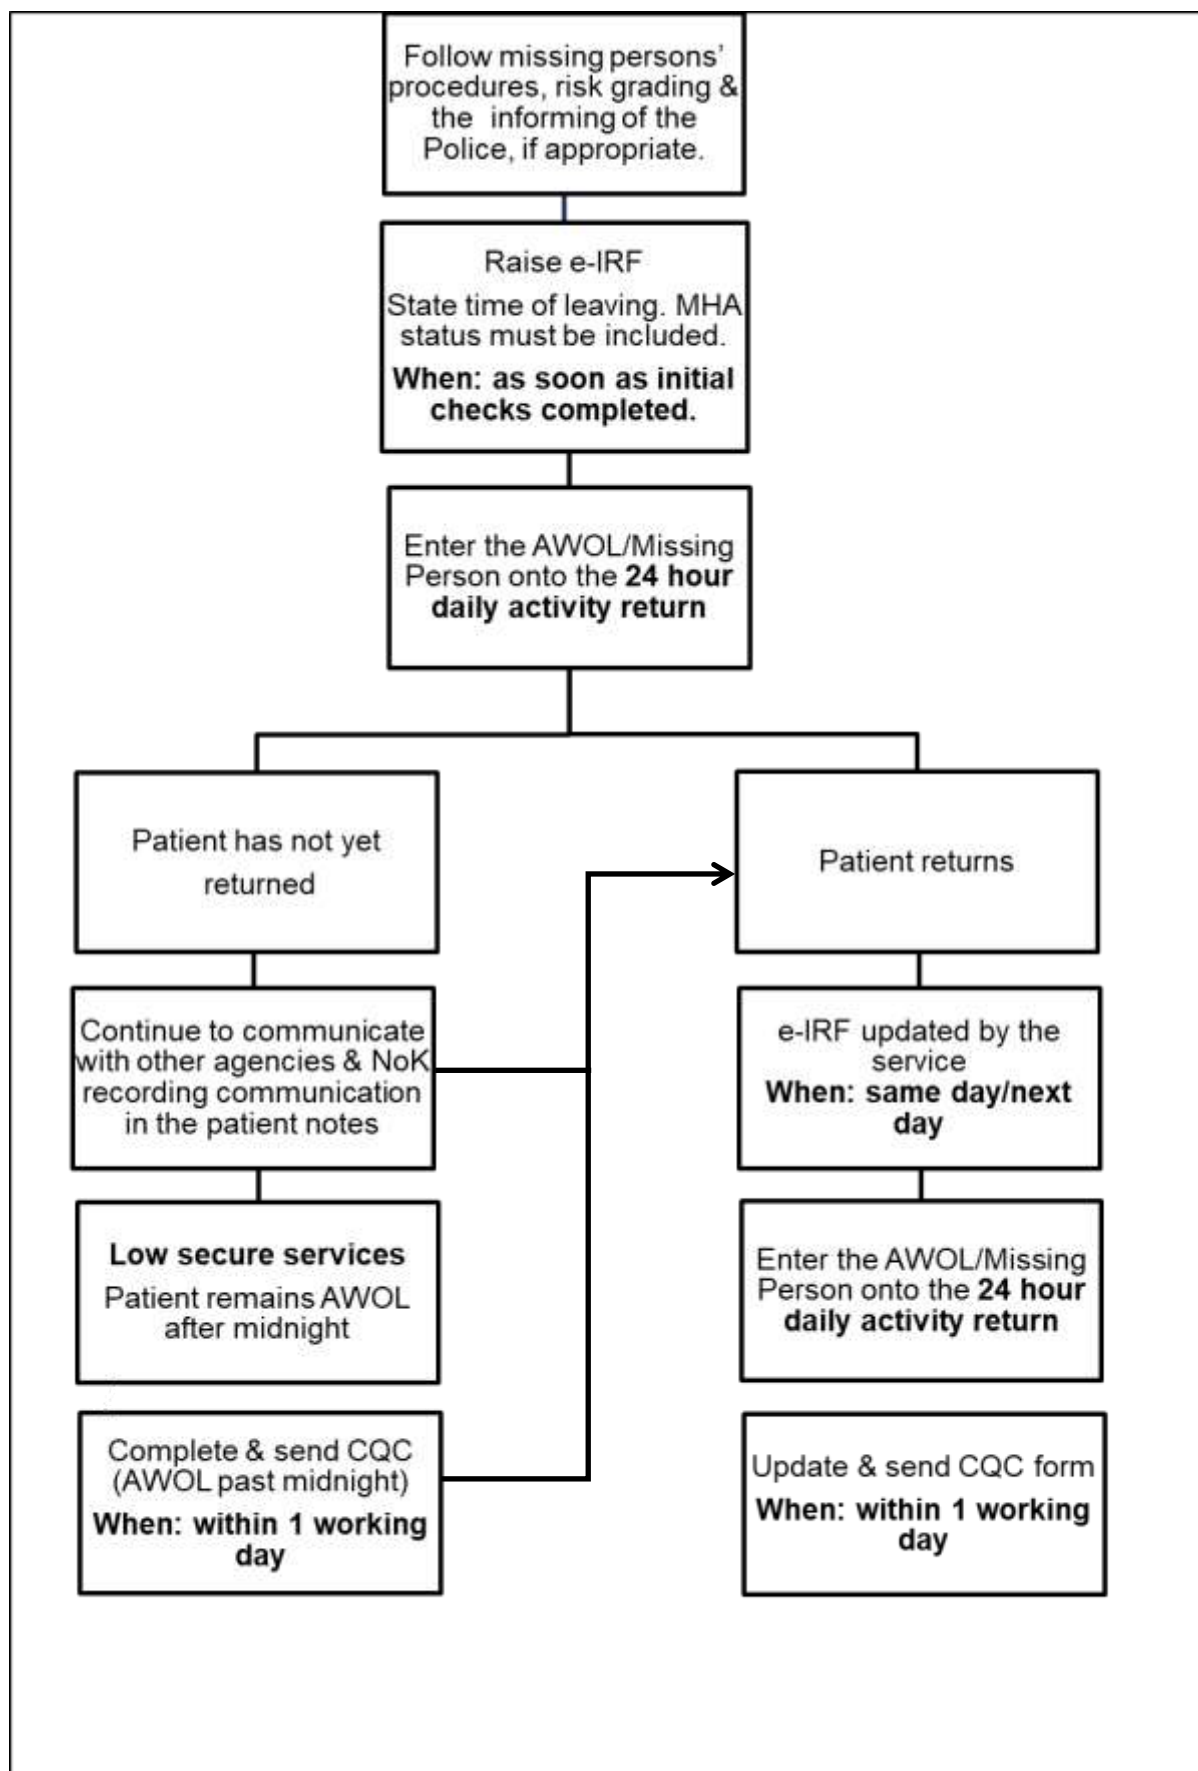 Follow missing persons’
procedures, risk grading &
the informing of the
Police, if appropriate.
Raise e-IRF
State time of leaving. MHA
status must be included.
When: as soon as initial
checks completed.
Enter the AWOL/Missing
Person onto the 24 hour
daily activity return
Patient has not yet
returned
Continue to communicate
with other agencies & NoK
recording communication
in the patient notes
Low secure services
Patient remains AWOL
after midnight
Complete & send CQC
(AWOL past midnight)
When: within 1 working
day
Patient returns
e-IRF updated by the
service
When: same day/next
day
Enter the AWOL/Missing
Person onto the 24 hour
daily activity return
Update & send CQC form
When: within 1 working
day